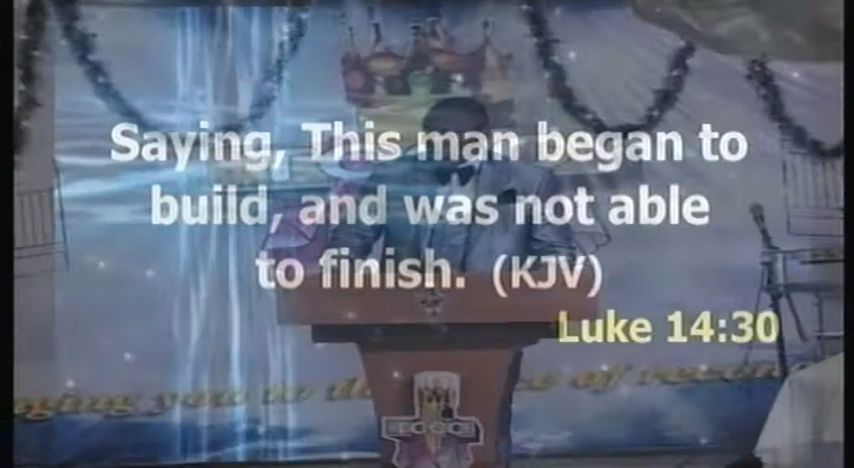 Saying, This man began to
build, and was not able
to finish. (KJV)
Luke 14:30